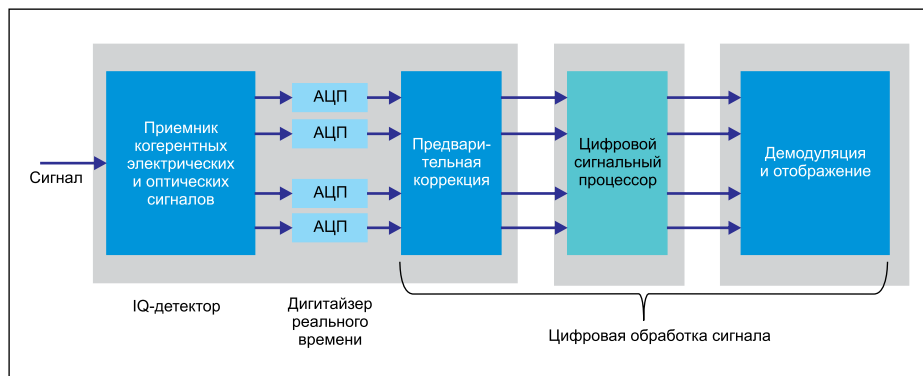 Сигнал
Приемник
когерентных
электрических
и оптических
сигналов
АЦП
АЦП
АЦП
АЦП
Предвари-
тельная
коррекция
Цифровой
сигнальный
процессор
Демодуляция
и отображение
IQ-детектор
Дигитайзер
реального
времени
Цифровая обработка сигнала